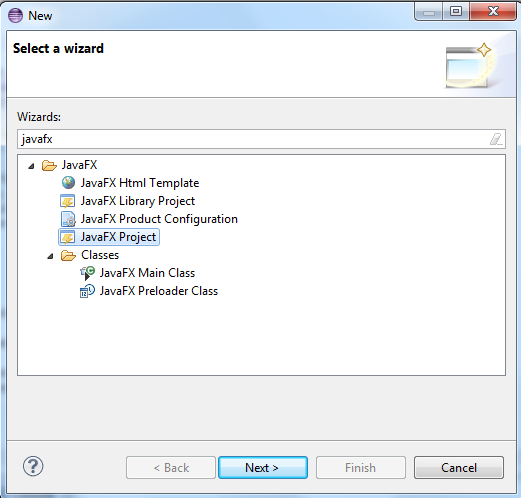 New
Select a wizard
Wizards:
javafx
JavaFX
JavaFX Html Template
JavaFX Library Project
JavaFX Product Configuration
JavaFX Project
Classes
JavaFX Main Class
JavaFX Preloader Class
? < Back Next > Finish Cancel